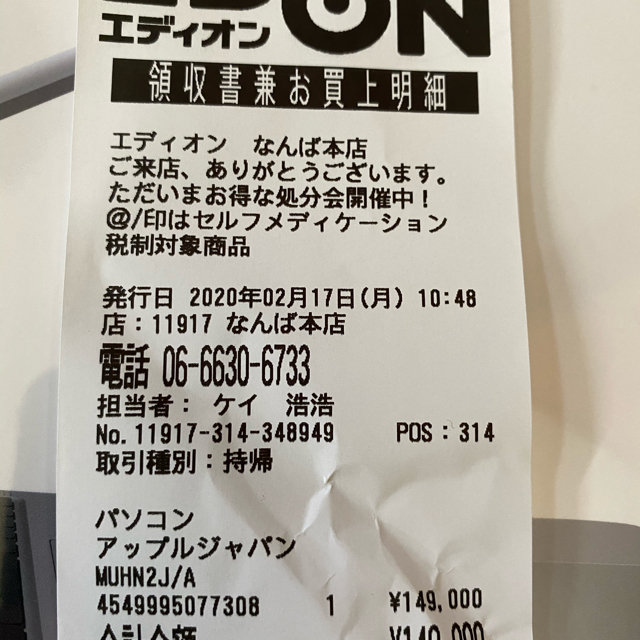 エディオン
領収書兼お買上明細
エディオン なんば本店
ご来店、ありがとうございます。
ただいまお得な処分会開催中!
@/印はセルフメディケーション
税制対象商品
発行日 2020年02月17日(月) 10:48
店:11917 なんば本店
電話 06-6630-6733
担当者: ケイ 浩浩
No.11917-314-348949 POS:314
取引種別:持帰
パソコン
アップルジャパン
MUHN2J/A
4549995077308 1 ¥149,000